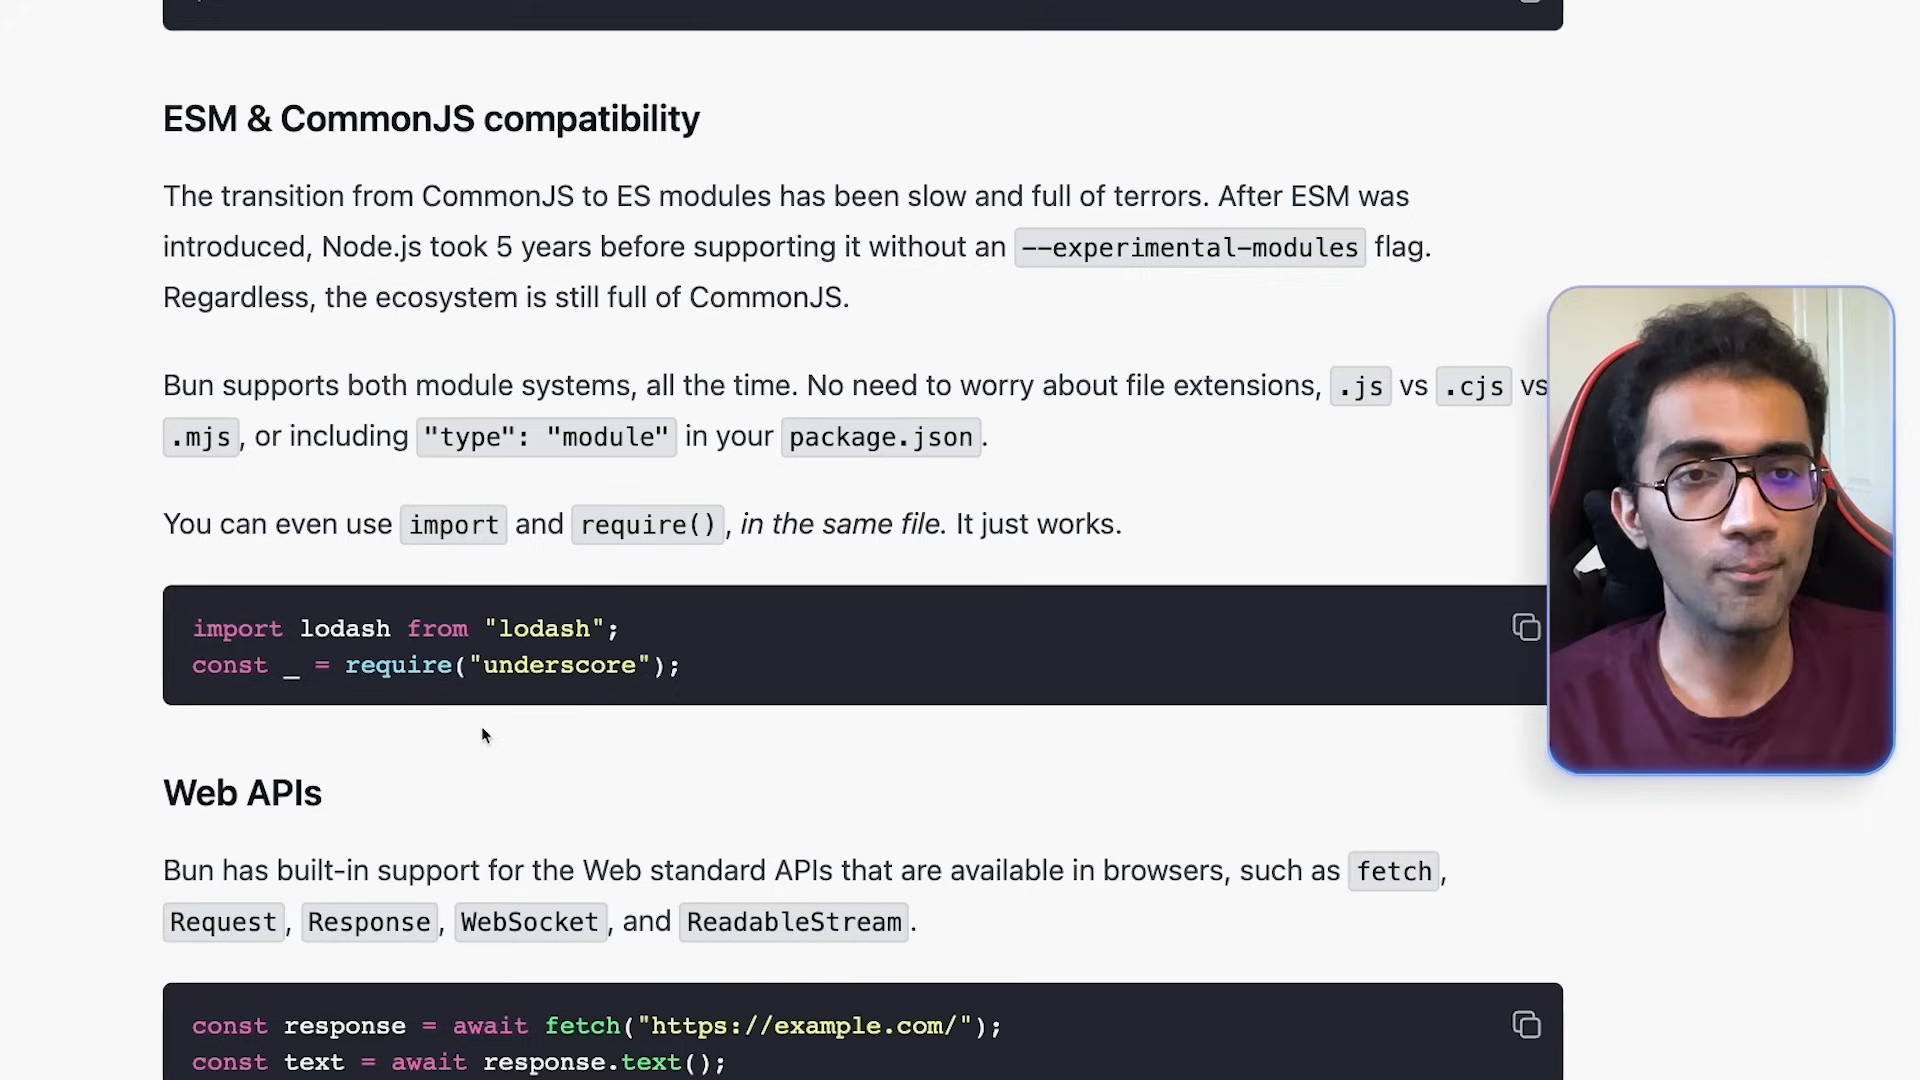 ESM & CommonJS compatibility
The transition from CommonJS to ES modules has been slow and full of terrors. After ESM was
introduced, Node.js took 5 years before supporting it without an --experimental-modules flag.
Regardless, the ecosystem is still full of CommonJS.
Bun supports both module systems, all the time. No need to worry about file extensions, .js vs .cjs vs
.mjs, or including "type": "module" in your package.json.
You can even use import and require(), in the same file. It just works.
import lodash from "lodash";
const _ = require("underscore");
Web APIs
Bun has built-in support for the Web standard APIs that are available in browsers, such as fetch,
Request, Response, WebSocket, and ReadableStream.
const response = await fetch("https://example.com/");
const text = await response.text();